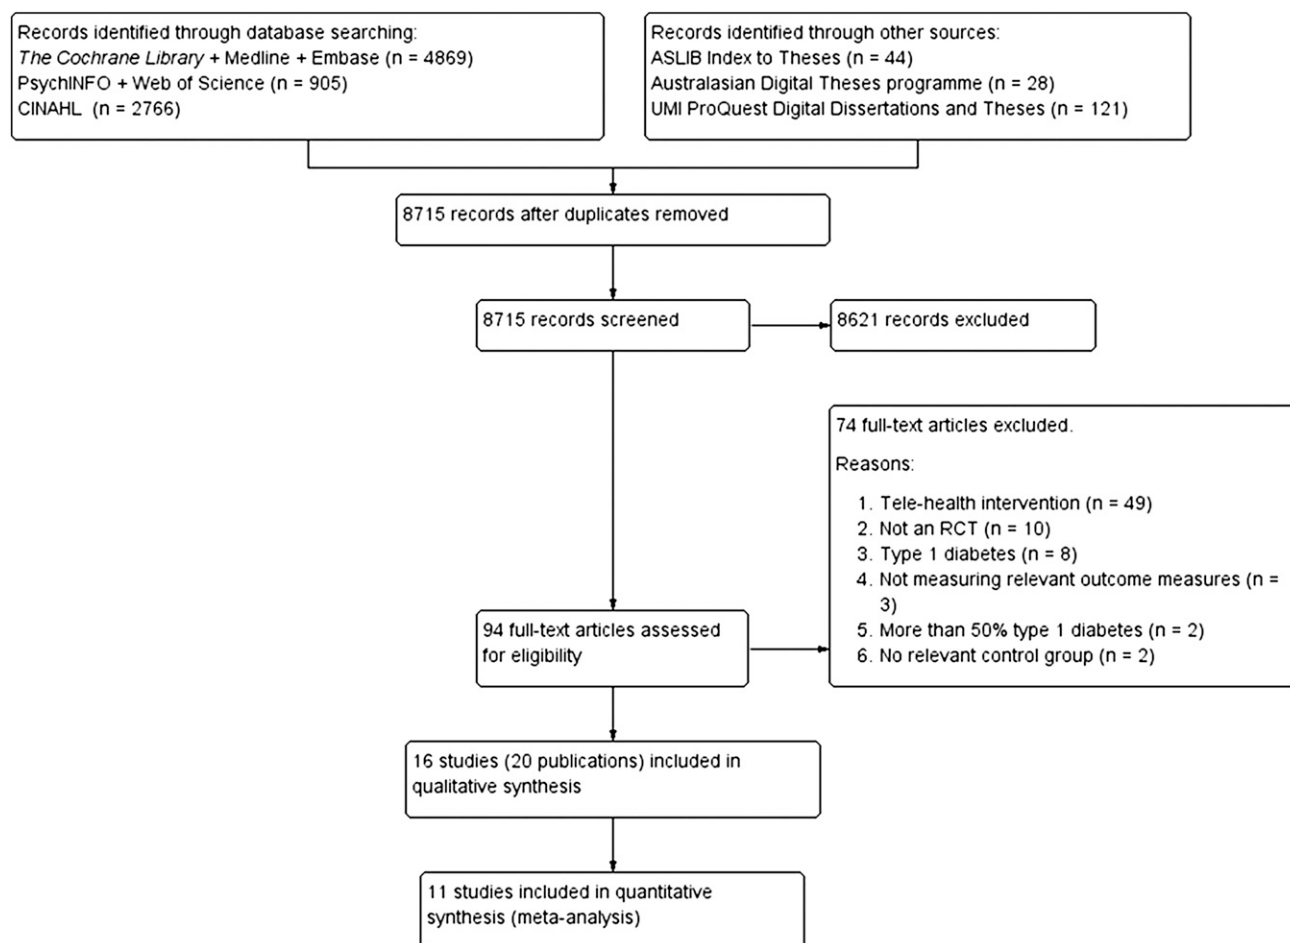 Records identified through database searching:
The Cochrane Library + Medline + Embase (n = 4869)
PsychINFO + Web of Science (n = 905)
CINAHL (n = 2766)
Records identified through other sources:
ASLIB Index to Theses (n = 44)
Australasian Digital Theses programme (n = 28)
UMI ProQuest Digital Dissertations and Theses (n = 121)
8715 records after duplicates removed
8715 records screened
8621 records excluded
74 full-text articles excluded.
Reasons:
1. Tele-health intervention (n = 49)
2. Not an RCT (n = 10)
3. Type 1 diabetes (n = 8)
4. Not measuring relevant outcome measures (n =
3)
5. More than 50% type 1 diabetes (n = 2)
6. No relevant control group (n = 2)
94 full-text articles assessed
for eligibility
16 studies (20 publications) included in
qualitative synthesis
11 studies included in quantitative
synthesis (meta-analysis)